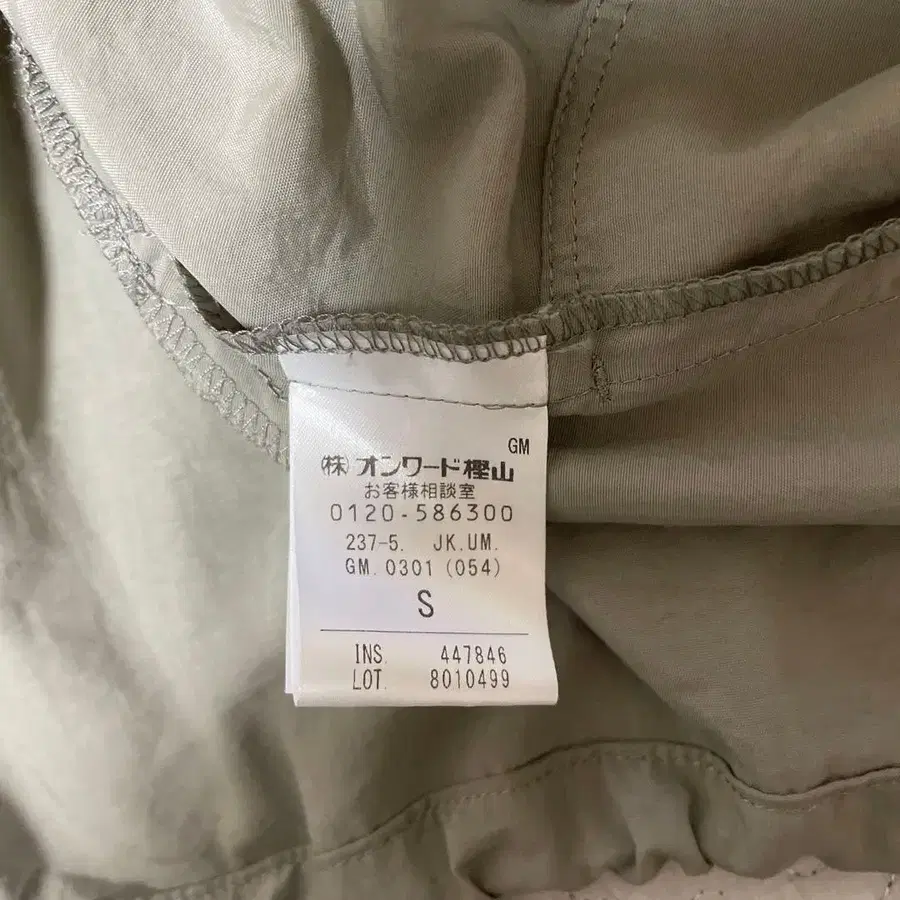 GM
(株)オンワード樫山
お客様相談室
0120-586300
237-5. JK.UM.
GM.0301(054)
S
INS. 447846
LOT. 8010499